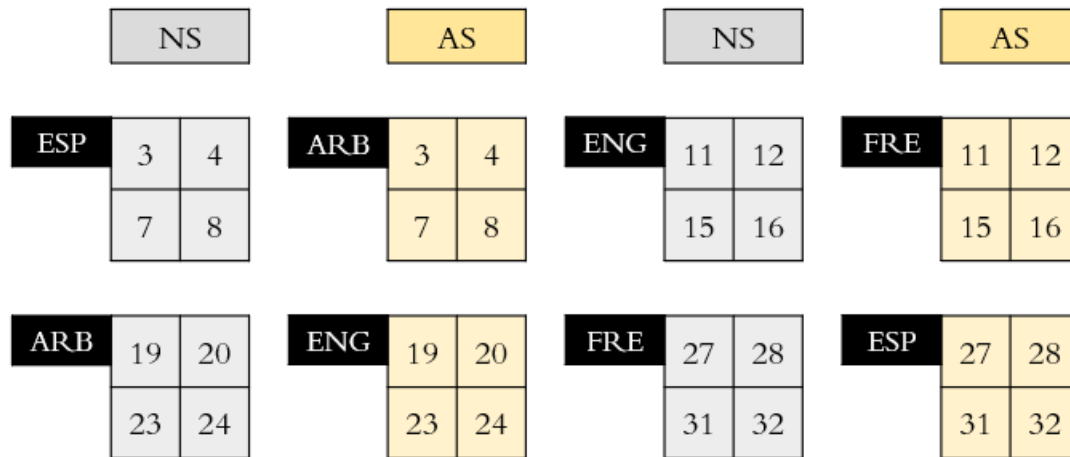 NS AS NS AS
ESP 3 4 ARB 3 4 ENG 11 12 FRE 11 12
7 8 7 8 15 16 15 16
ARB 19 20 ENG 19 20 FRE 27 28 ESP 27 28
23 24 23 24 31 32 31 32